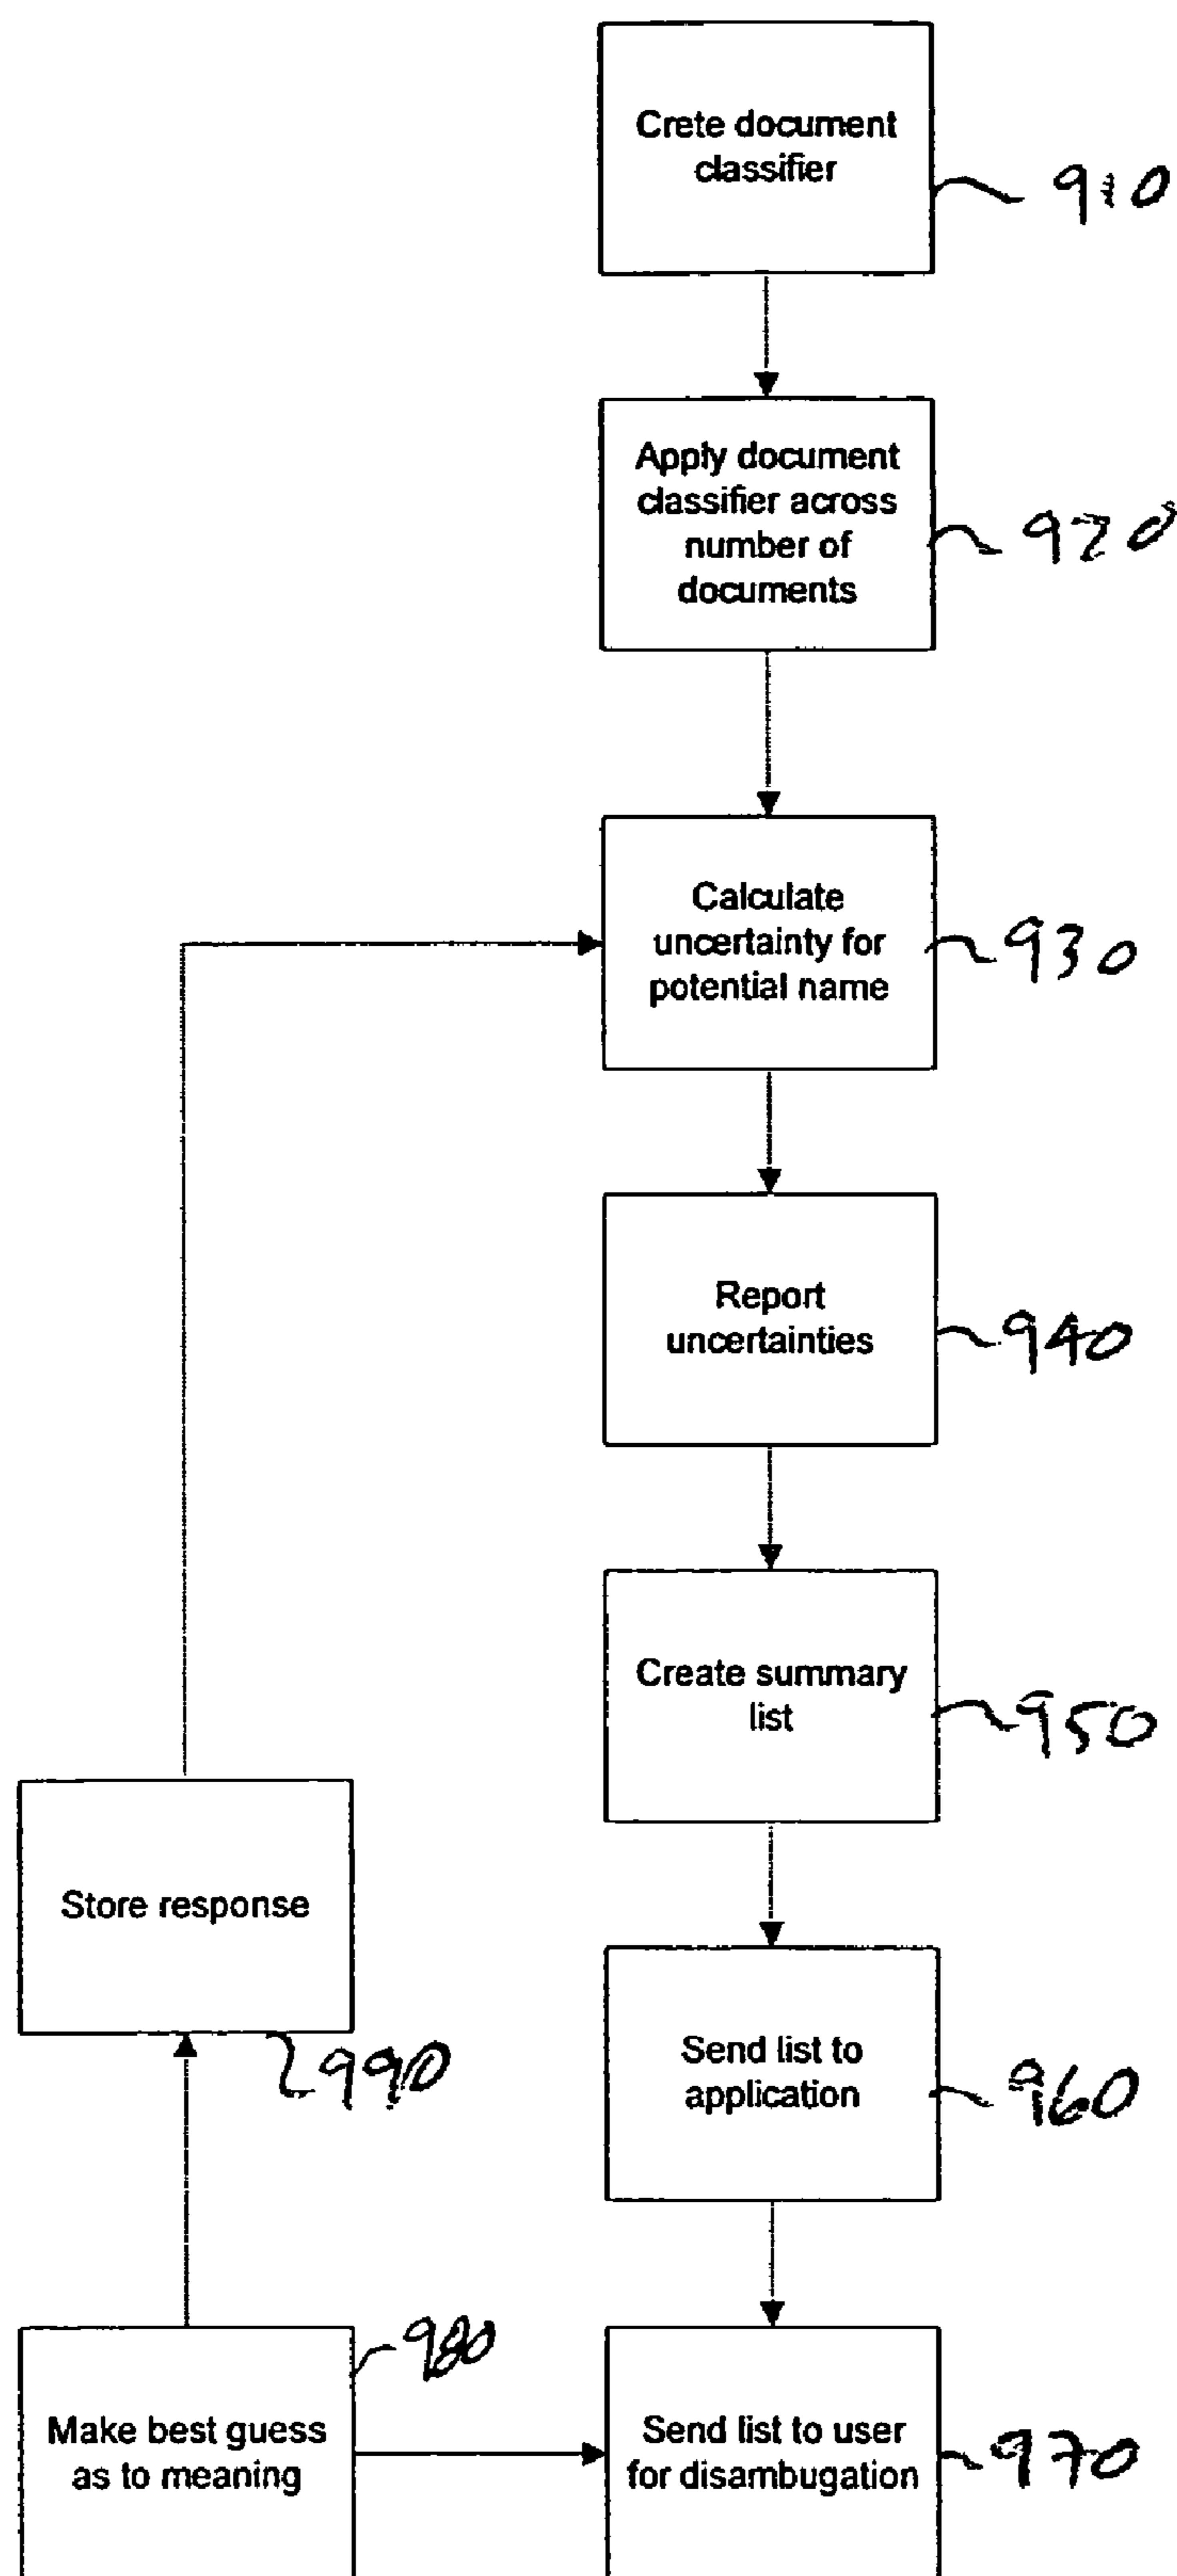 Crete document
classifier
910
Apply document
classifier across
number of
documents
920
Calculate
uncertainty for
potential name
930
Report
uncertainties
940
Create summary
list
950
Store response
990
Send list to
application
960
Make best guess
as to meaning
980
Send list to user
for disambugation
970